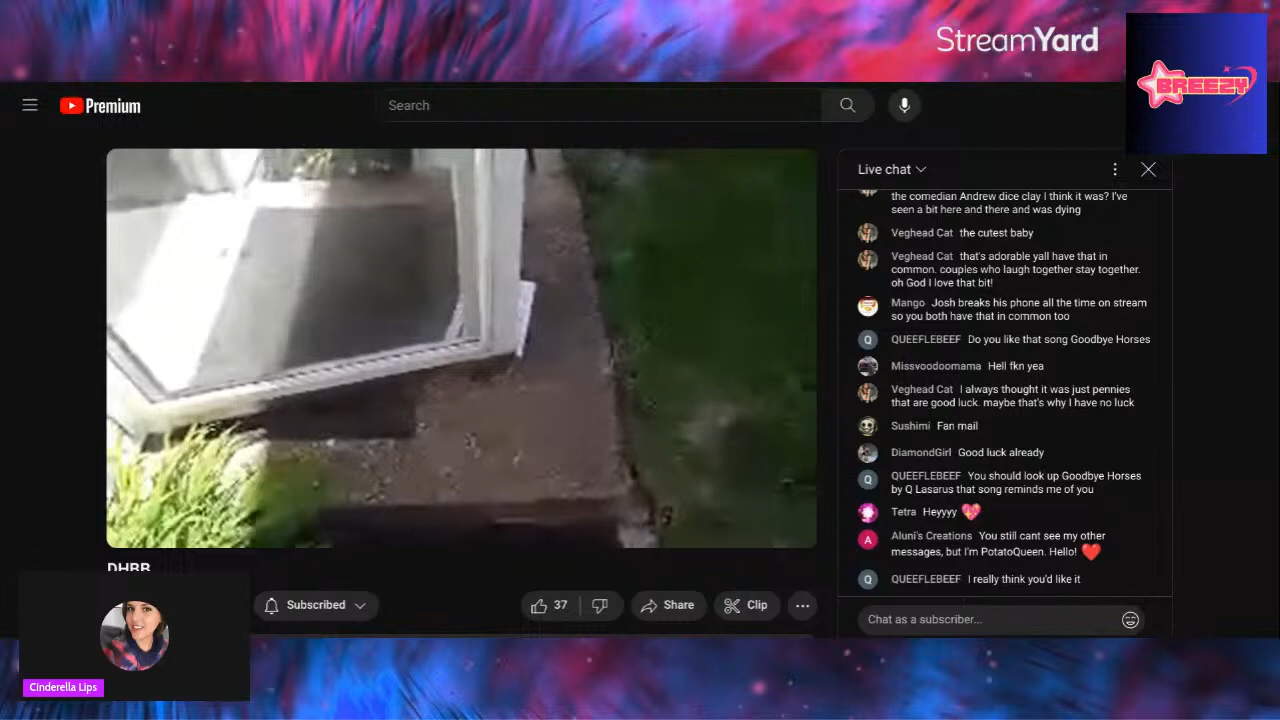 StreamYard
BREEZY
Premium
Search
Live chat
the comedian Andrew dice clay I think it was? I've
seen a bit here and there and was dying
Veghead Cat the cutest baby
Veghead Cat that's adorable yall have that in
common. couples who laugh together stay together.
oh God I love that bit!
Mango Josh breaks his phone all the time on stream
so you both have that in common too
Q QUEEFLEBEEF Do you like that song Goodbye Horses
Missvoodoomama Hell fkn yea
Veghead Cat I always thought it was just pennies
that are good luck. maybe that's why I have no luck
Sushimi Fan mail
DiamondGirl Good luck already
Q QUEEFLEBEEF You should look up Goodbye Horses
by Q Lasarus that song reminds me of you
Tetra Heyyyy 💖
A Aluni's Creations You still cant see my other
messages, but I'm PotatoQueen. Hello! ❤️
Q QUEEFLEBEEF I really think you'd like it
Chat as a subscriber...
Subscribed
37
Share
Clip
Cinderella Lips